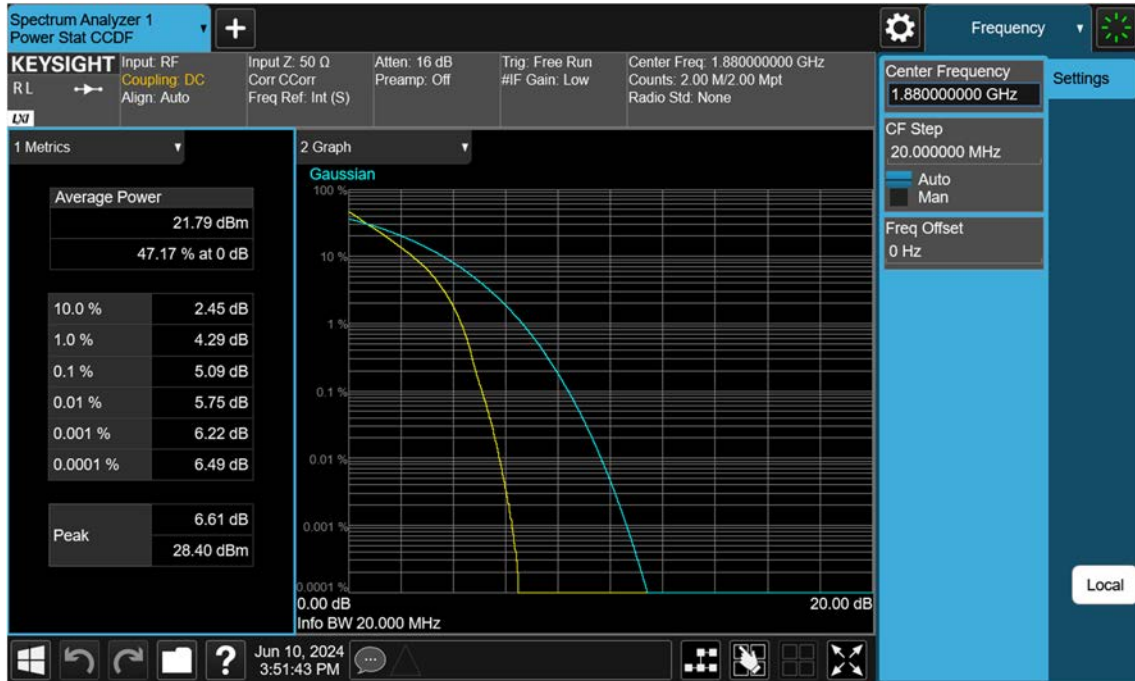 Spectrum Analyzer 1
Power Stat CCDF
+
Frequency
KEYSIGHT
RL
LXI
Input: RF
Coupling: DC
Align: Auto
Input Z: 50 Ω
Corr CCorr
Freq Ref: Int (S)
Atten: 16 dB
Preamp: Off
Trig: Free Run
#IF Gain: Low
Center Freq: 1.880000000 GHz
Counts: 2.00 M/2.00 Mpt
Radio Std: None
Center Frequency
1.880000000 GHz
Settings
CF Step
20.000000 MHz
Auto
Man
Freq Offset
0 Hz
Local
1 Metrics
Average Power
21.79 dBm
47.17 % at 0 dB
10.0 % 2.45 dB
1.0 % 4.29 dB
0.1 % 5.09 dB
0.01 % 5.75 dB
0.001 % 6.22 dB
0.0001 % 6.49 dB
Peak
6.61 dB
28.40 dBm
2 Graph
Gaussian
100 %
10 %
1 %
0.1 %
0.01 %
0.001 %
0.0001 %
0.00 dB 20.00 dB
Info BW 20.000 MHz
?
Jun 10, 2024
3:51:43 PM